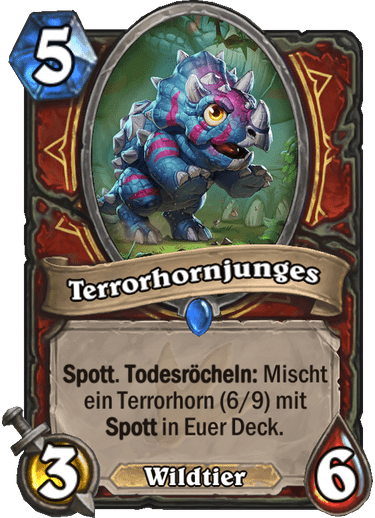 5
Terrorhornjunges
Spott. Todesröcheln: Mischt
ein Terrorhorn (6/9) mit
Spott in Euer Deck.
3
Wildtier
6